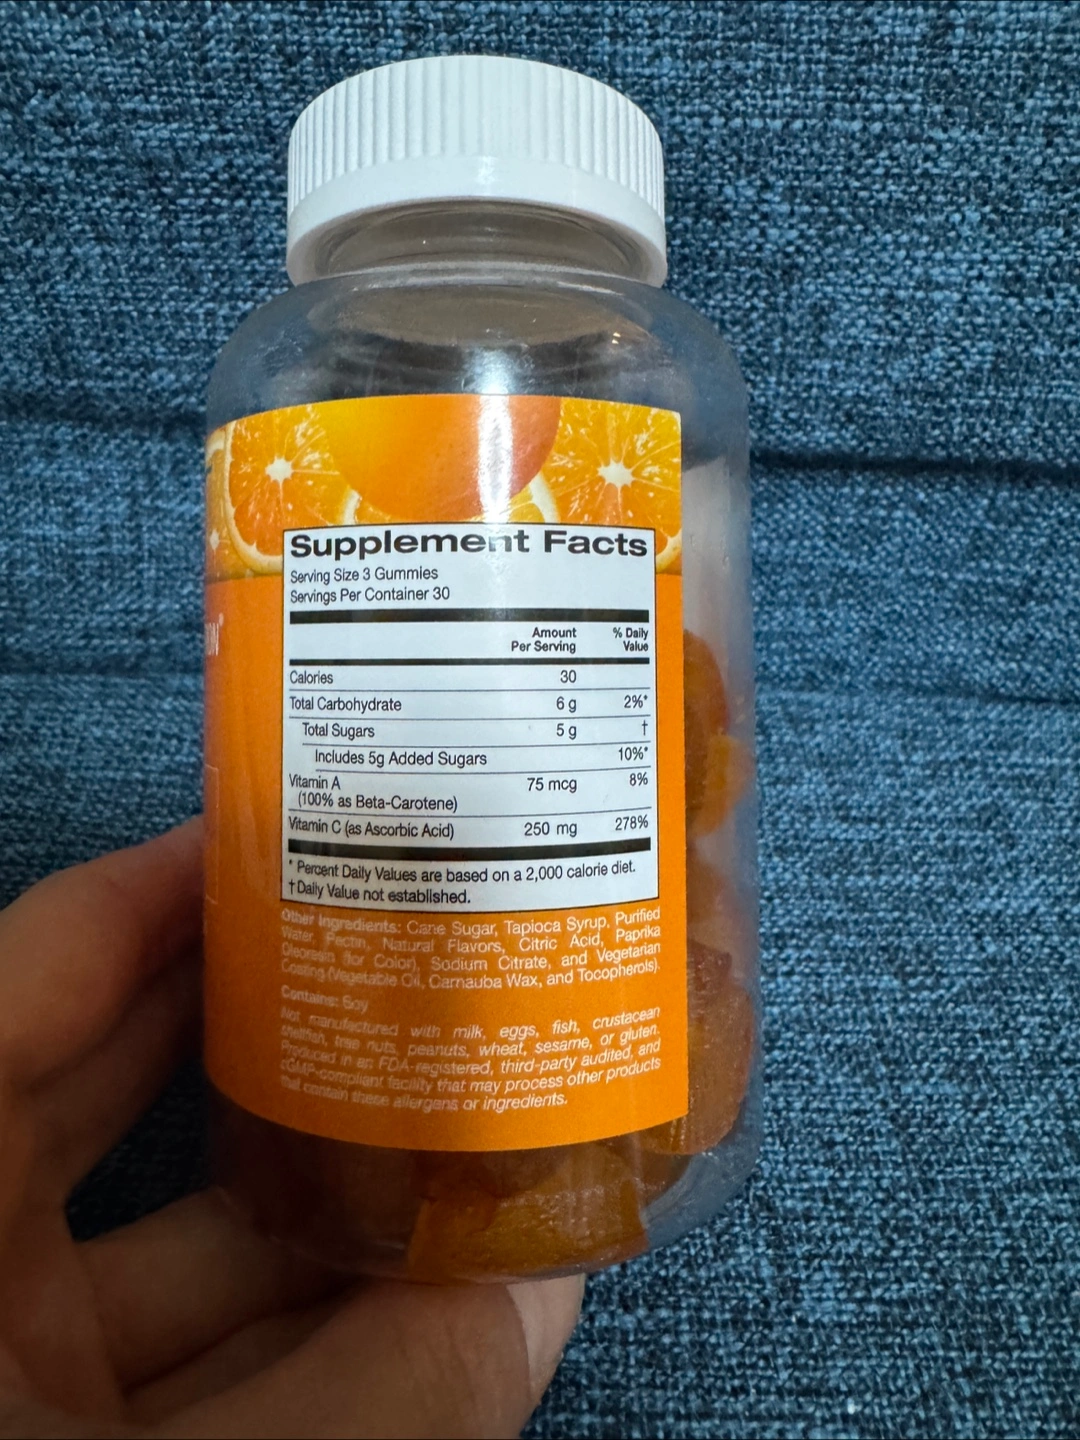 ION®
Supplement Facts
Serving Size 3 Gummies
Servings Per Container 30
Amount Per Serving % Daily Value
Calories 30
Total Carbohydrate 6 g 2%*
Total Sugars 5 g †
Includes 5g Added Sugars 10%*
Vitamin A 75 mcg 8%
(100% as Beta-Carotene)
Vitamin C (as Ascorbic Acid) 250 mg 278%
* Percent Daily Values are based on a 2,000 calorie diet.
† Daily Value not established.
Other Ingredients: Cane Sugar, Tapioca Syrup, Purified
Water, Pectin, Natural Flavors, Citric Acid, Paprika
Oleoresin (for Color), Sodium Citrate, and Vegetarian
Coating (Vegetable Oil, Carnauba Wax, and Tocopherols).
Contains: Soy
Not manufactured with milk, eggs, fish, crustacean
shellfish, tree nuts, peanuts, wheat, sesame, or gluten.
Produced in an FDA-registered, third-party audited, and
cGMP-compliant facility that may process other products
that contain these allergens or ingredients.